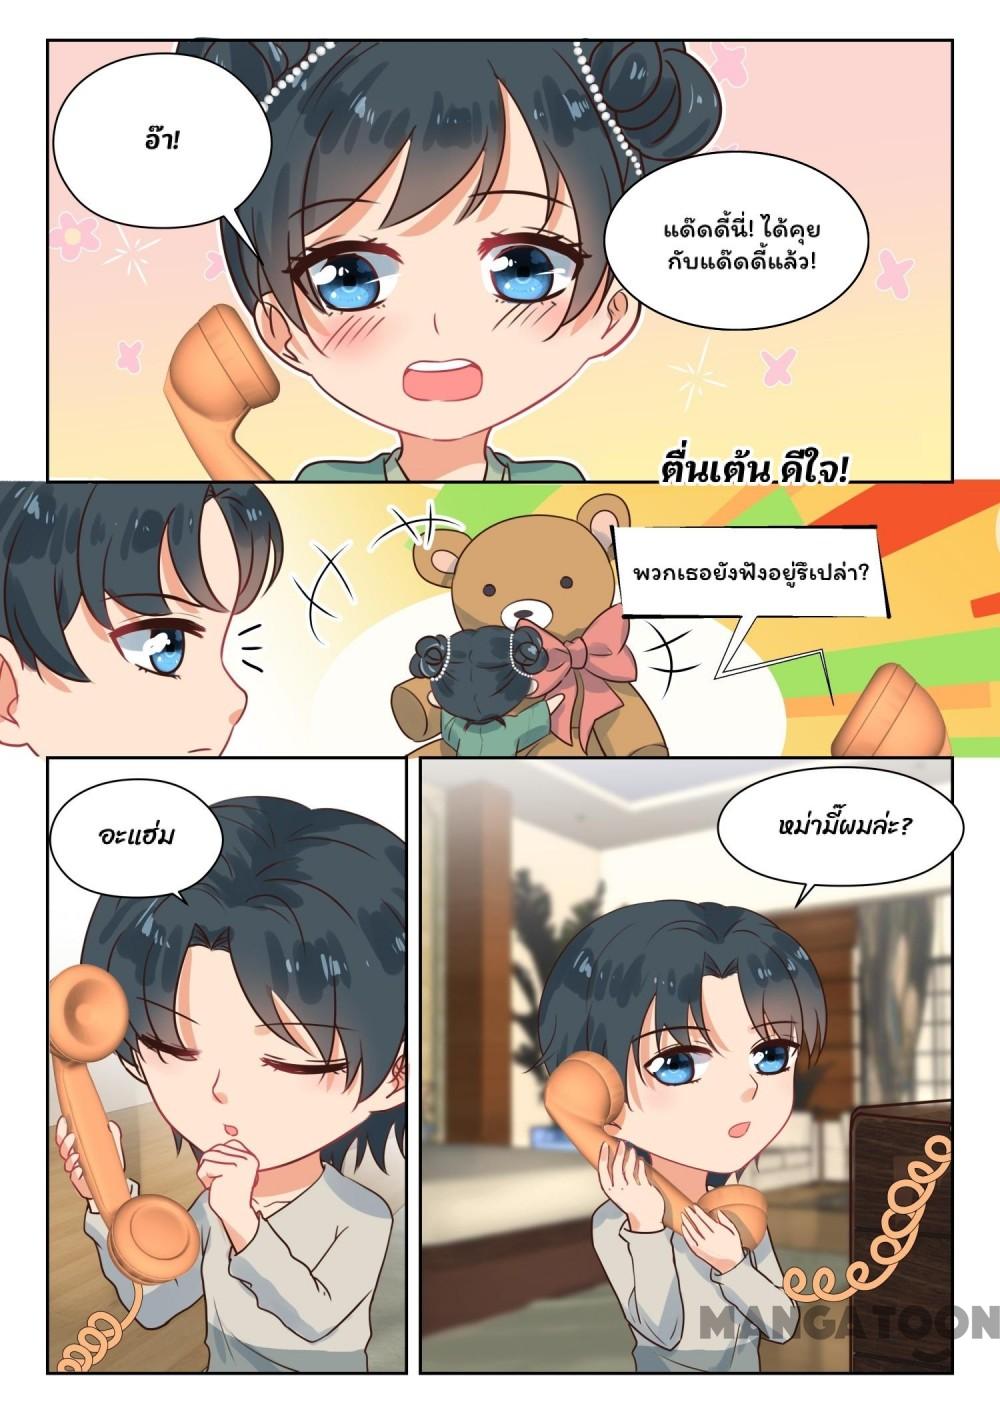 อ๊า!
แด๊ดดี้นี่! ได้คุย
กับแด๊ดดี้แล้ว!
ตื่นเต้น ดีใจ!
พวกเธอยังฟังอยู่รึเปล่า?
อะแฮ่ม
หม่ามี๊ผมล่ะ?
MANGATOON